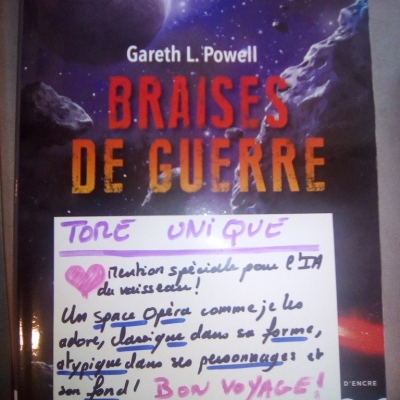 Gareth L. Powell
BRAISES
DE GUERRE
TOME UNIQUE
Mention spéciale pour l'IA
du vaisseau!
Un space opéra comme je les
adore, classique dans sa forme,
atypique dans ses personnages et
son fond! BON VOYAGE!
D'ENCRE